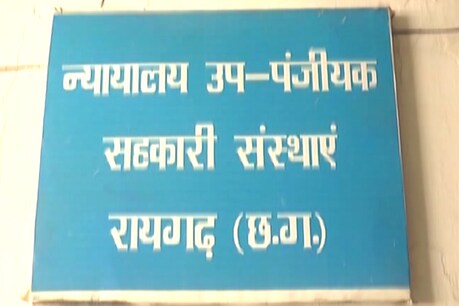 न्यायालय उप-पंजीयक
सहकारी संस्थाएं
रायगढ़ (छ.ग.)